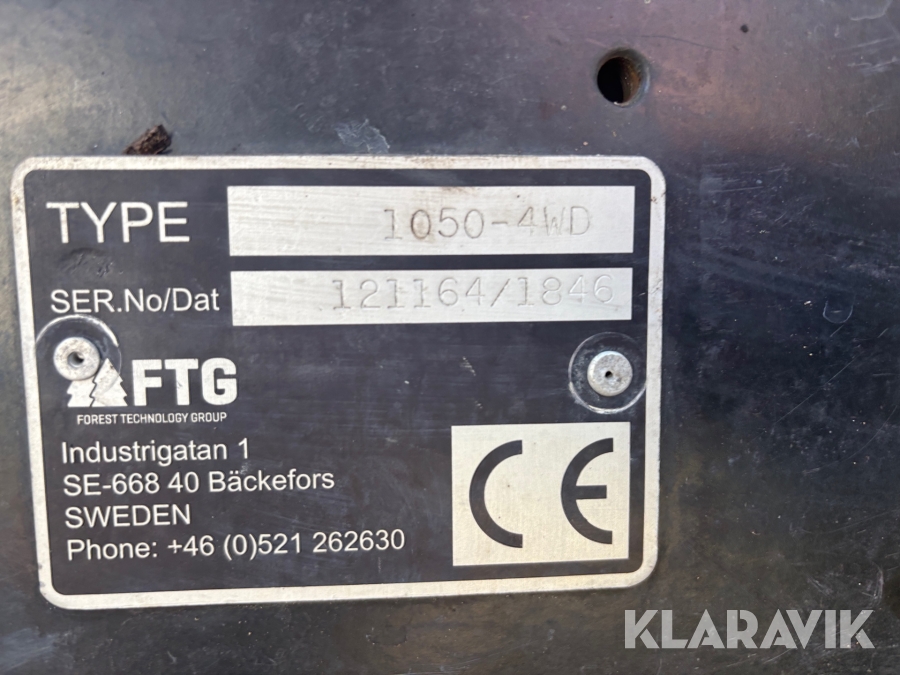 TYPE 1050-4WD
SER.No/Dat 121164/1846
FTG
FOREST TECHNOLOGY GROUP
Industrigatan 1
SE-668 40 Bäckefors
SWEDEN
Phone: +46 (0)521 262630
CE
KLARAVIK